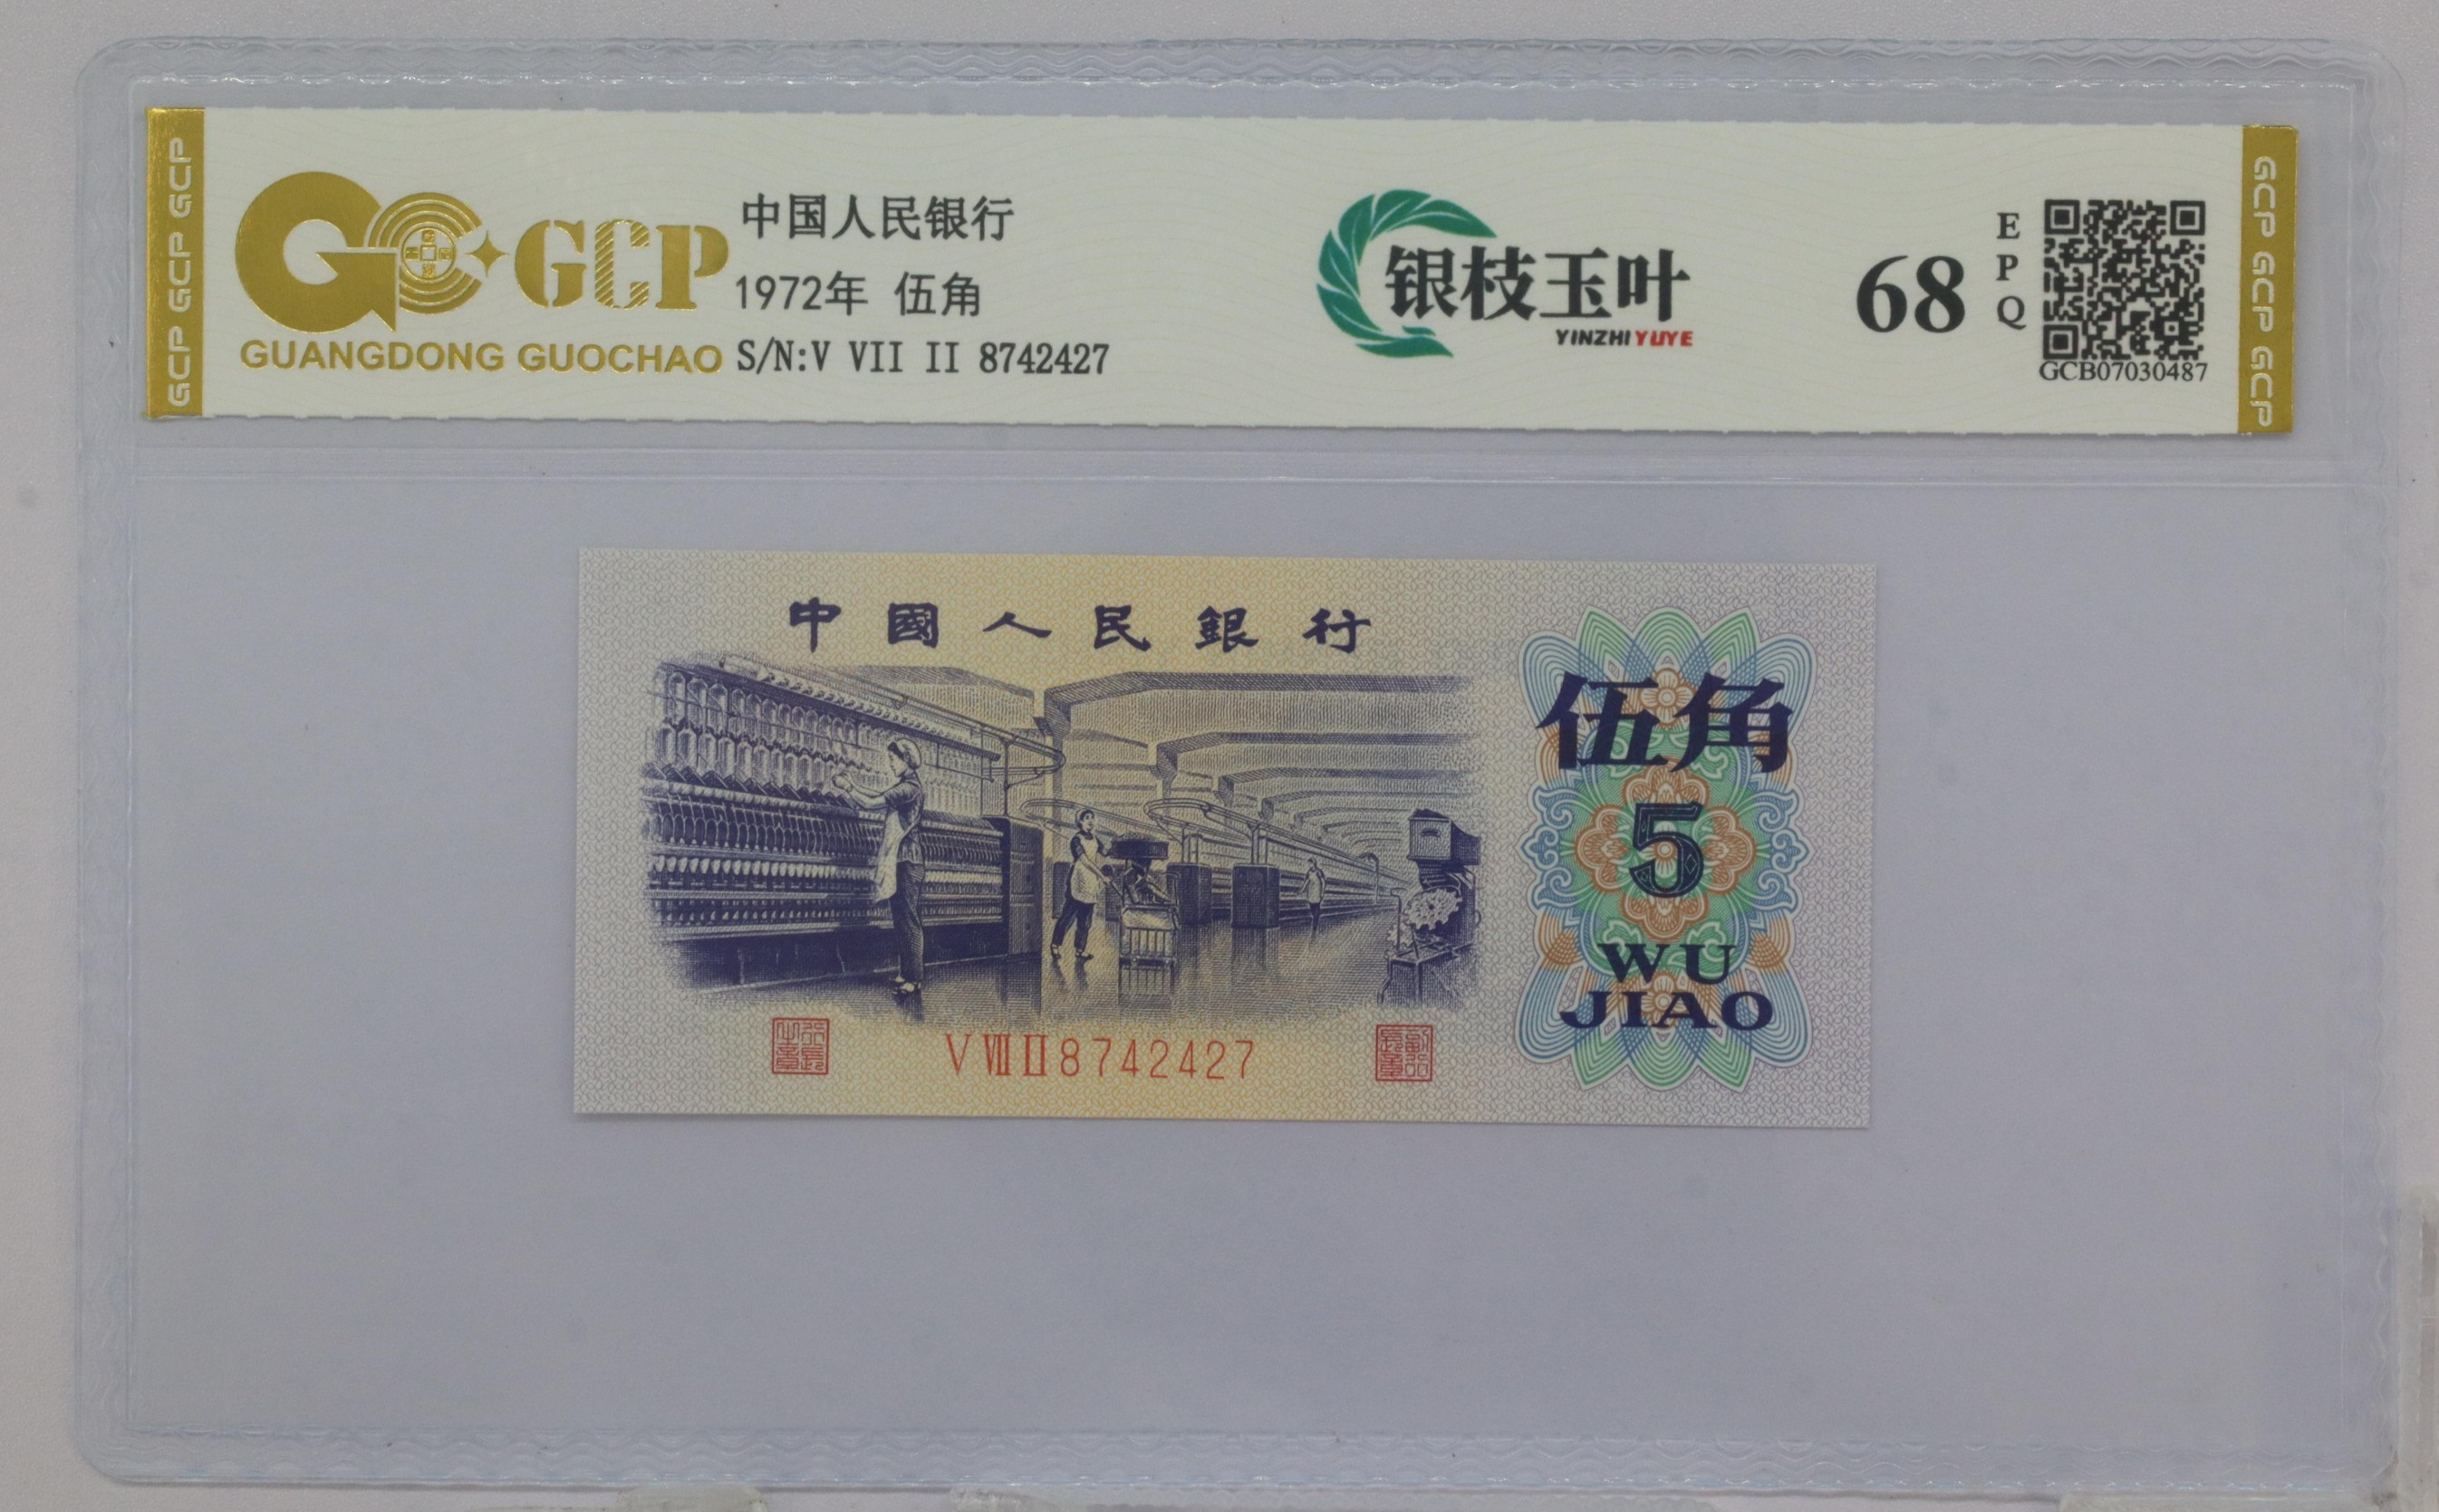 GCP GCP GCP
GCP
GUANGDONG GUOCHAO
中国人民银行
1972年 伍角
S/N:V VII II 8742427
银枝玉叶
YINZHI YUYE
68
E
P
Q
GCB07030487
GCP GCP GCP
中國人民銀行
伍角
5
WU
JIAO
V VII II 8742427